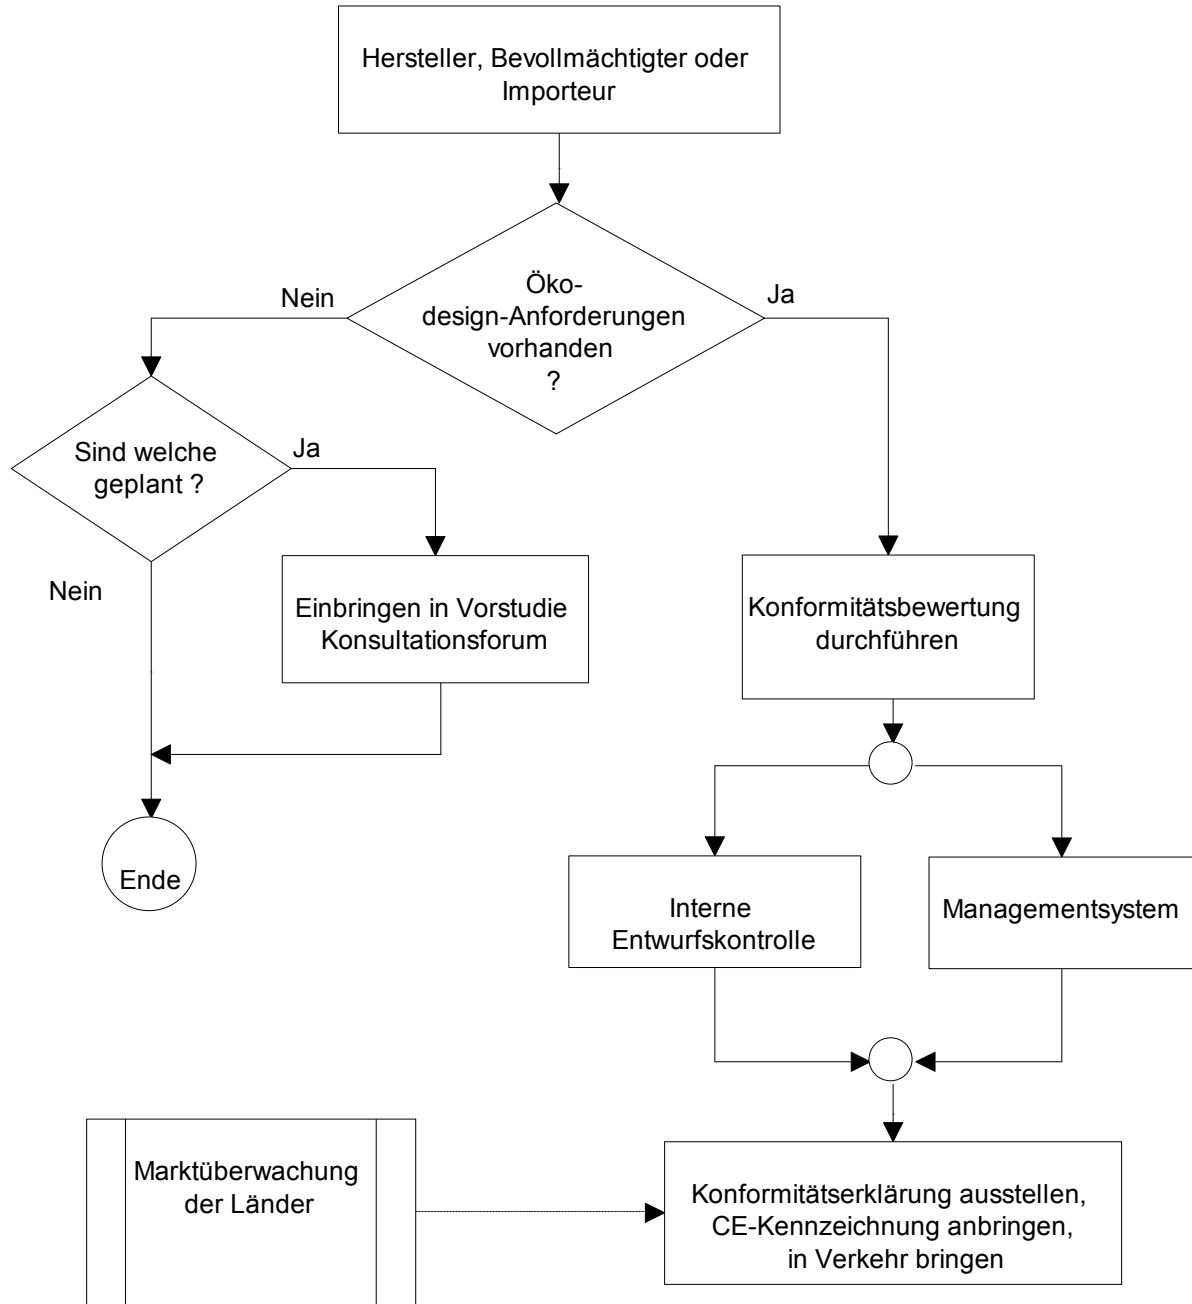 Hersteller, Bevollmächtigter oder
Importeur
Öko-
design-Anforderungen
vorhanden
?
Nein
Ja
Sind welche
geplant ?
Ja
Nein
Einbringen in Vorstudie
Konsultationsforum
Konformitätsbewertung
durchführen
Ende
Interne
Entwurfskontrolle
Managementsystem
Marktüberwachung
der Länder
Konformitätserklärung ausstellen,
CE-Kennzeichnung anbringen,
in Verkehr bringen